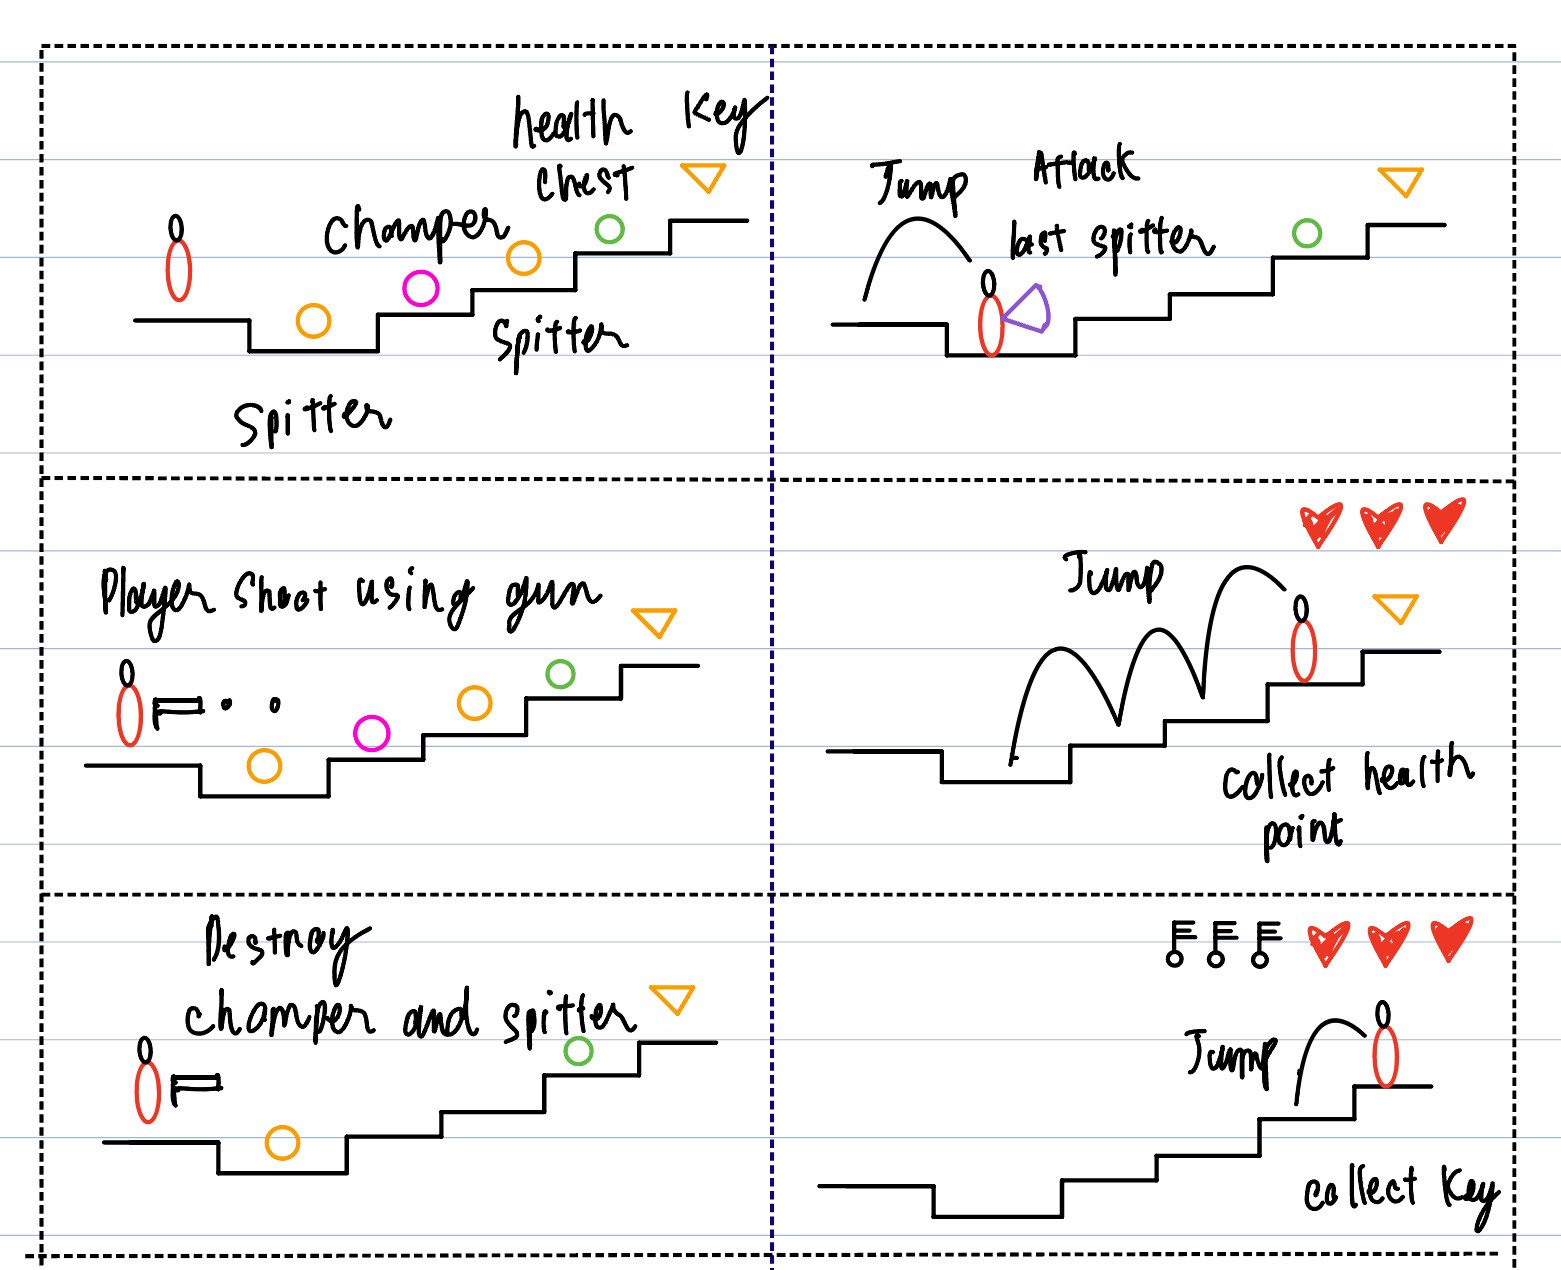 health
Key
chest
chomper
Spitter
Spitter
Player shoot using gun
Destroy
chomper and spitter
Jump
Attack
last spitter
Jump
collect health
point
Jump
collect Key